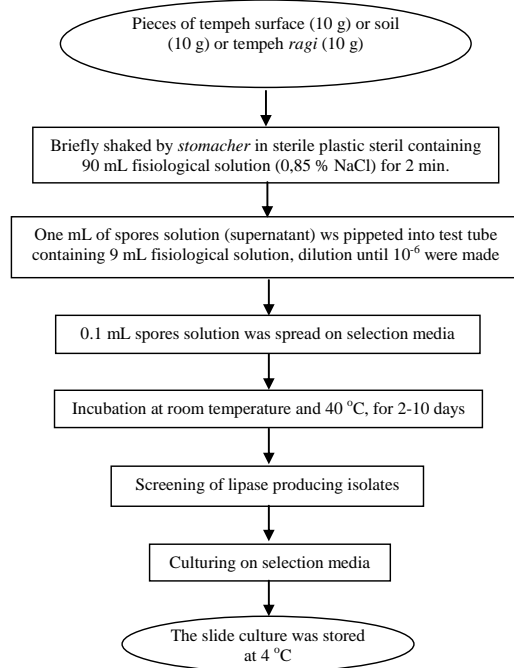 Pieces of tempeh surface (10 g) or soil
(10 g) or tempeh ragi (10 g)
Briefly shaked by stomacher in sterile plastic steril containing
90 mL fisiological solution (0,85 % NaCl) for 2 min.
One mL of spores solution (supernatant) ws pippeted into test tube
containing 9 mL fisiological solution, dilution until 10⁻⁶ were made
0.1 mL spores solution was spread on selection media
Incubation at room temperature and 40 °C, for 2-10 days
Screening of lipase producing isolates
Culturing on selection media
The slide culture was stored
at 4 °C